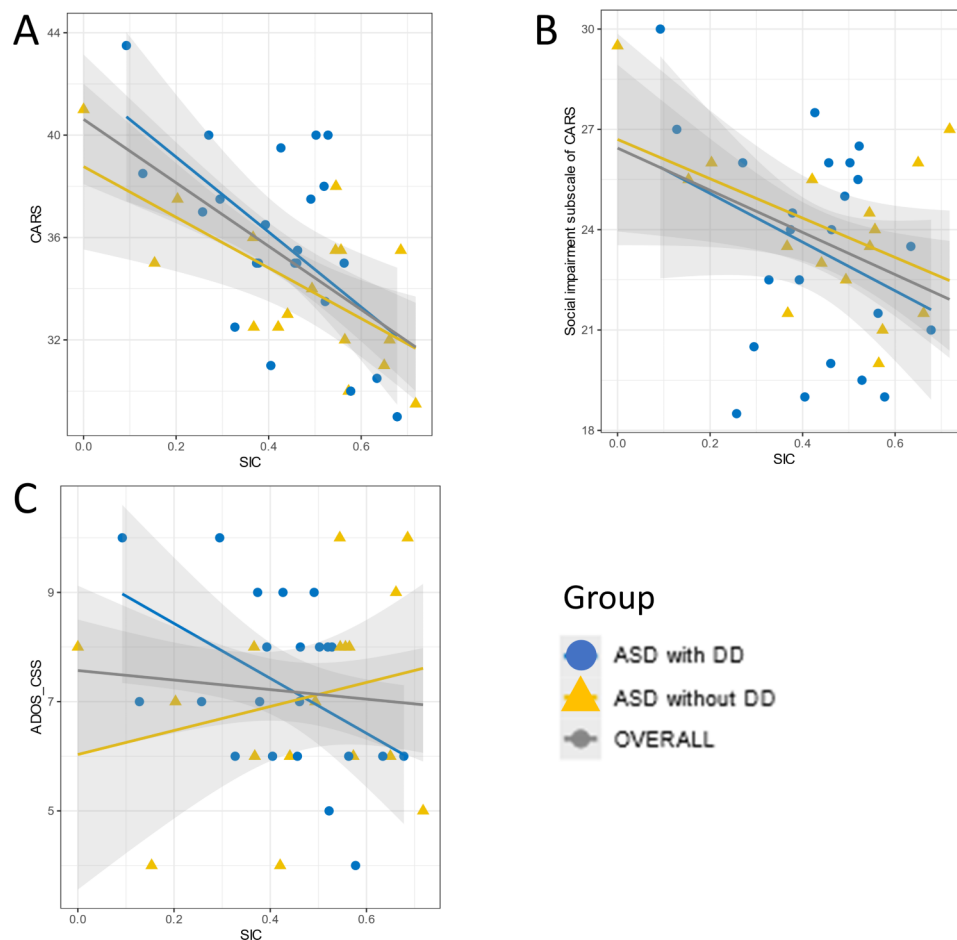 A
CARS
44
40
36
32
0.0 0.2 0.4 0.6
SIC
B
Social impairment subscale of CARS
30
27
24
21
18
0.0 0.2 0.4 0.6
SIC
C
ADOS_CSS
9
7
5
0.0 0.2 0.4 0.6
SIC
Group
ASD with DD
ASD without DD
OVERALL